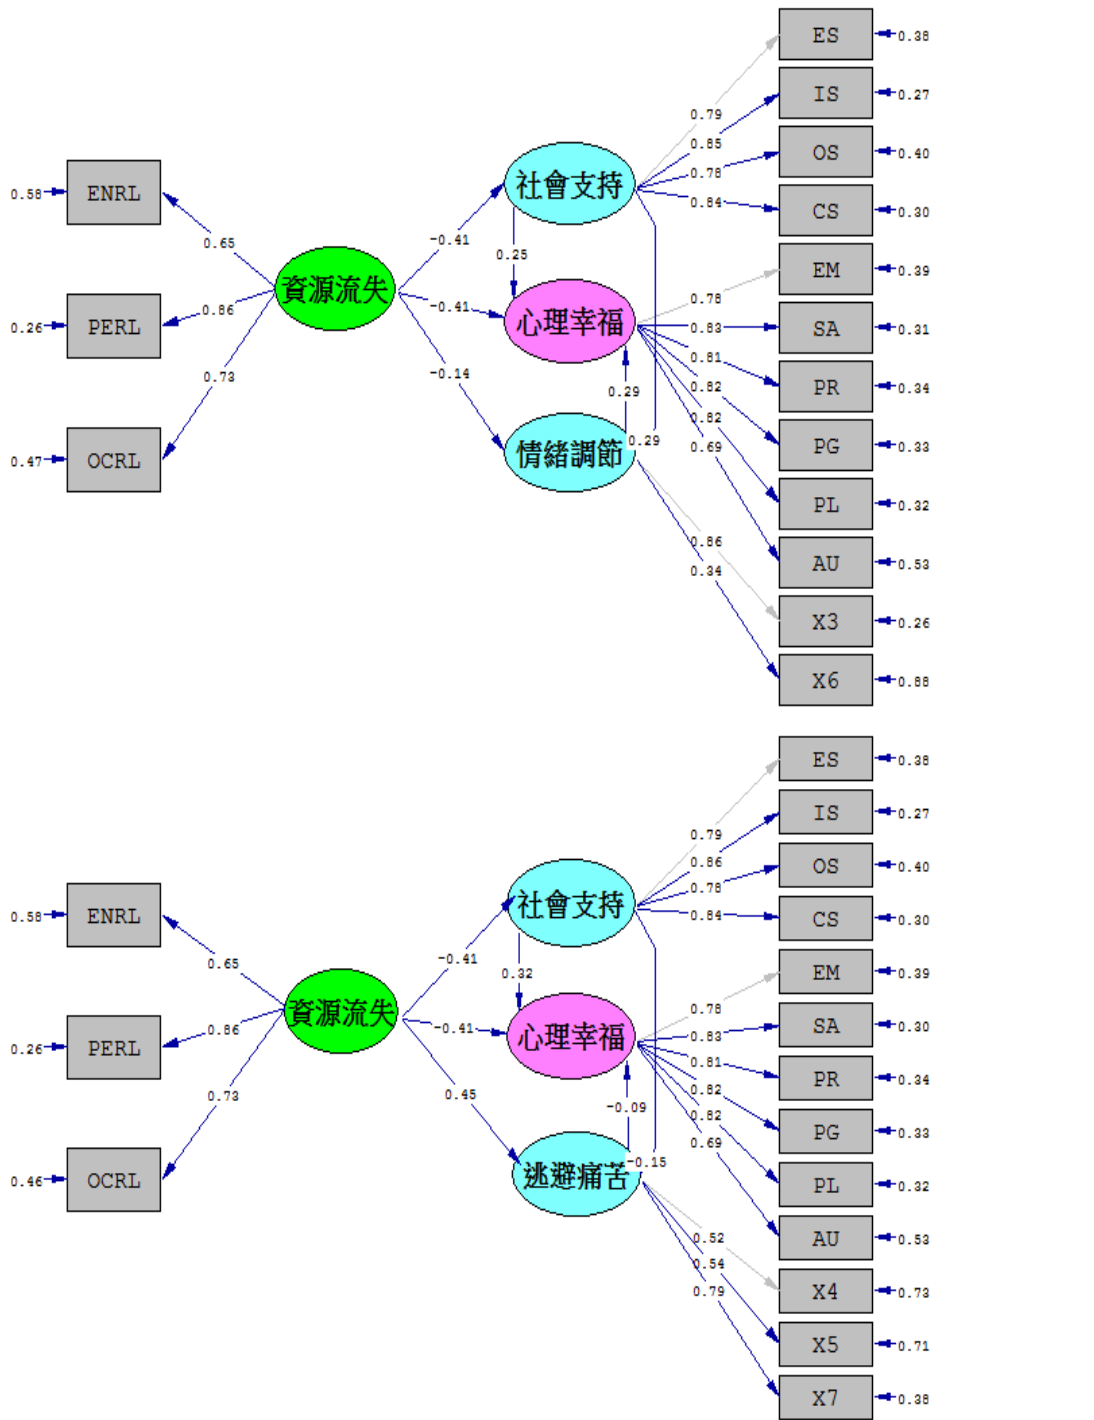 ES
0.38
IS
0.27
OS
0.40
CS
0.30
EM
0.39
SA
0.31
PR
0.34
PG
0.33
PL
0.32
AU
0.53
X3
0.26
X6
0.88
0.79
0.85
0.78
0.84
0.78
0.83
0.81
0.82
0.82
0.69
0.86
0.34
社會支持
心理幸福
情緒調節
0.25
0.29
0.29
-0.41
-0.41
-0.14
資源流失
0.65
0.86
0.73
0.58
ENRL
0.26
PERL
0.47
OCRL
ES
0.38
IS
0.27
OS
0.40
CS
0.30
EM
0.39
SA
0.30
PR
0.34
PG
0.33
PL
0.32
AU
0.53
X4
0.73
X5
0.71
X7
0.38
0.79
0.86
0.78
0.84
0.78
0.83
0.81
0.82
0.82
0.69
0.52
0.54
0.79
社會支持
心理幸福
逃避痛苦
0.32
-0.09
-0.15
-0.41
-0.41
0.45
資源流失
0.65
0.86
0.73
0.58
ENRL
0.26
PERL
0.46
OCRL